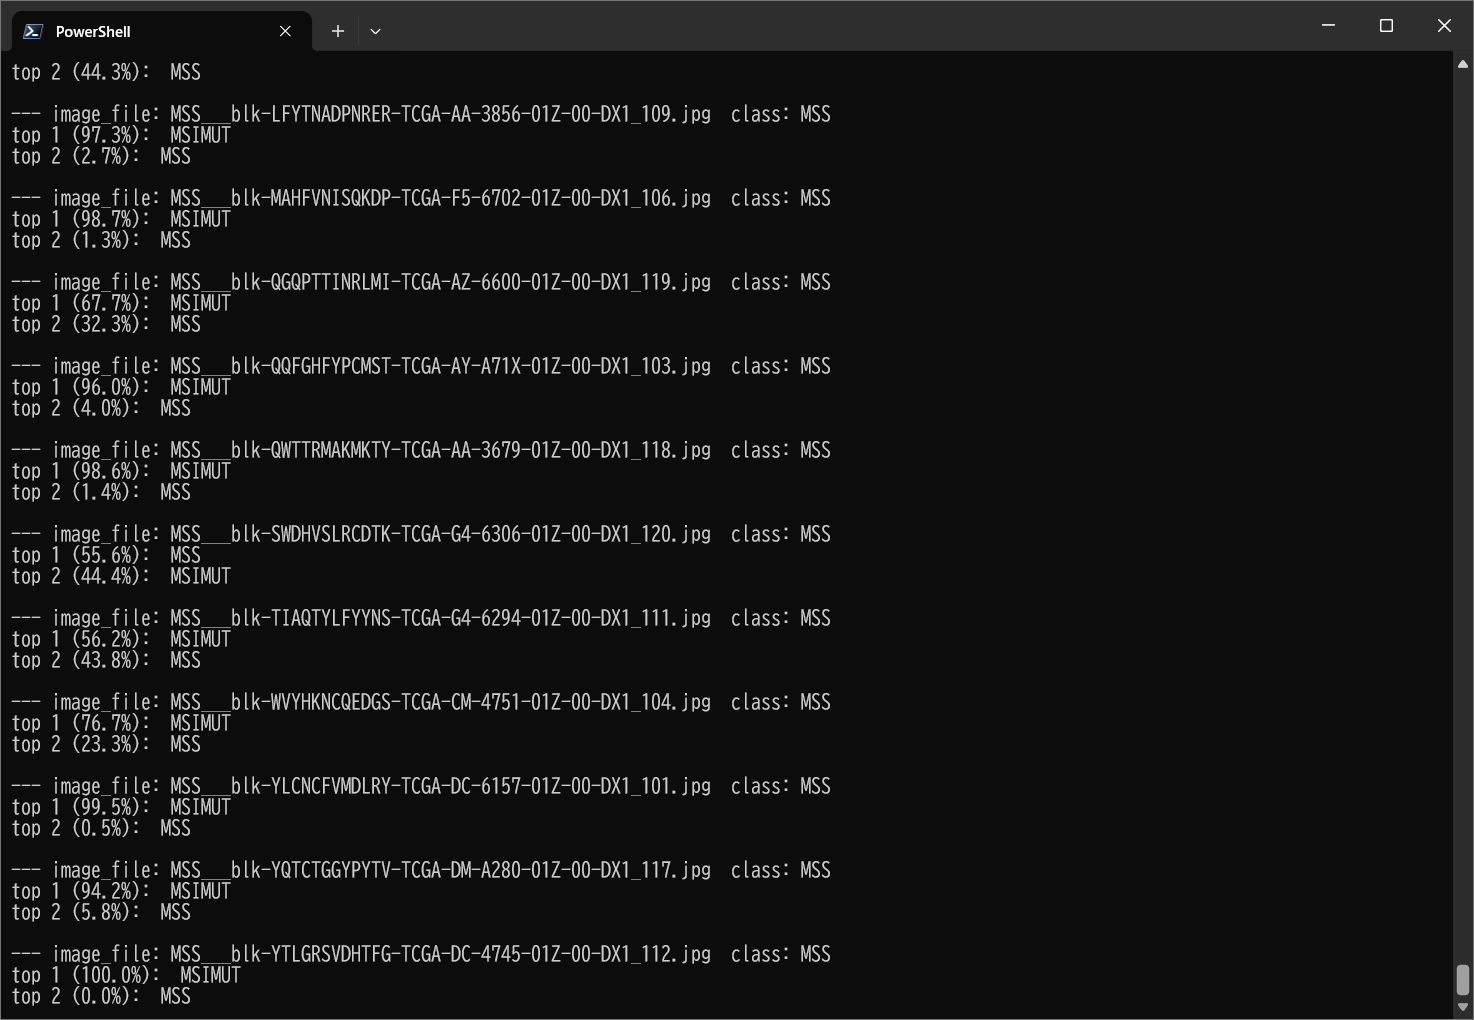 PowerShell
top 2 (44.3%):  MSS
--- image_file: MSS___blk-LFYTNADPNRER-TCGA-AA-3856-01Z-00-DX1_109.jpg  class: MSS
top 1 (97.3%):  MSIMUT
top 2 (2.7%):  MSS
--- image_file: MSS___blk-MAHFVNISQKDP-TCGA-F5-6702-01Z-00-DX1_106.jpg  class: MSS
top 1 (98.7%):  MSIMUT
top 2 (1.3%):  MSS
--- image_file: MSS___blk-QGQPTTINRLMI-TCGA-AZ-6600-01Z-00-DX1_119.jpg  class: MSS
top 1 (67.7%):  MSIMUT
top 2 (32.3%):  MSS
--- image_file: MSS___blk-QQFGHFYPCMST-TCGA-AY-A71X-01Z-00-DX1_103.jpg  class: MSS
top 1 (96.0%):  MSIMUT
top 2 (4.0%):  MSS
--- image_file: MSS___blk-QWTTRMAKMKTY-TCGA-AA-3679-01Z-00-DX1_118.jpg  class: MSS
top 1 (98.6%):  MSIMUT
top 2 (1.4%):  MSS
--- image_file: MSS___blk-SWDHVSLRCDTK-TCGA-G4-6306-01Z-00-DX1_120.jpg  class: MSS
top 1 (55.6%):  MSS
top 2 (44.4%):  MSIMUT
--- image_file: MSS___blk-TIAQTYLFYYNS-TCGA-G4-6294-01Z-00-DX1_111.jpg  class: MSS
top 1 (56.2%):  MSIMUT
top 2 (43.8%):  MSS
--- image_file: MSS___blk-WVYHKNCQEDGS-TCGA-CM-4751-01Z-00-DX1_104.jpg  class: MSS
top 1 (76.7%):  MSIMUT
top 2 (23.3%):  MSS
--- image_file: MSS___blk-YLCNCFVMDLRY-TCGA-DC-6157-01Z-00-DX1_101.jpg  class: MSS
top 1 (99.5%):  MSIMUT
top 2 (0.5%):  MSS
--- image_file: MSS___blk-YQTCTGGYPYTV-TCGA-DM-A280-01Z-00-DX1_117.jpg  class: MSS
top 1 (94.2%):  MSIMUT
top 2 (5.8%):  MSS
--- image_file: MSS___blk-YTLGRSVDHTFG-TCGA-DC-4745-01Z-00-DX1_112.jpg  class: MSS
top 1 (100.0%):  MSIMUT
top 2 (0.0%):  MSS